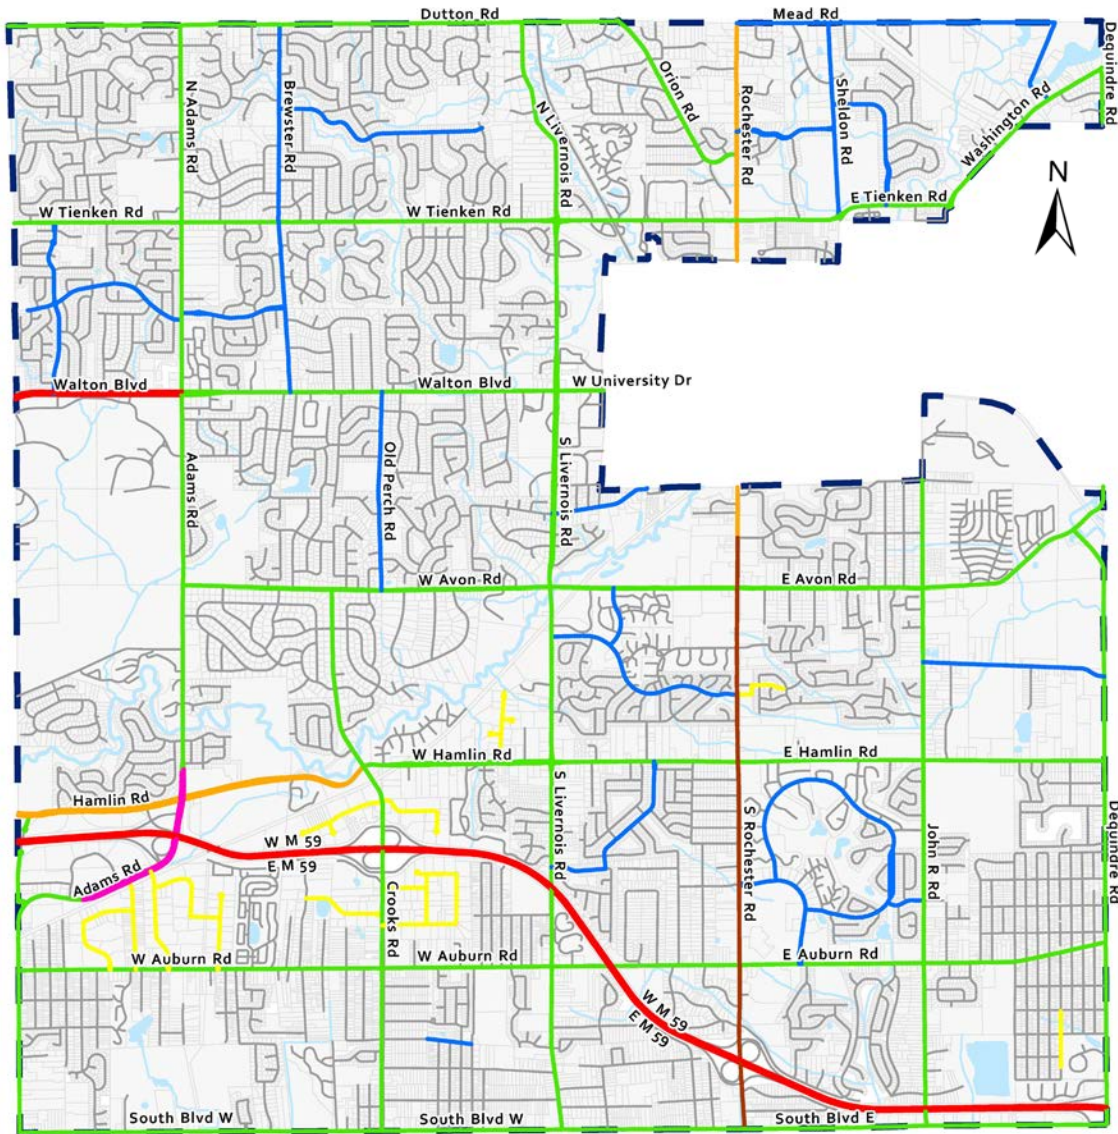 Dutton Rd
Mead Rd
Dequindre Rd
N Adams Rd
Brewster Rd
N Livernois Rd
Orion Rd
Rochester Rd
Sheldon Rd
Washington Rd
E Tienken Rd
N
W Tienken Rd
W Tienken Rd
Walton Blvd
Walton Blvd
W University Dr
Adams Rd
Old Perch Rd
S Livernois Rd
W Avon Rd
E Avon Rd
W Hamlin Rd
E Hamlin Rd
Hamlin Rd
S Livernois Rd
S Rochester Rd
John R Rd
Dequindre Rd
W M 59
E M 59
Adams Rd
Crooks Rd
W Auburn Rd
W Auburn Rd
E Auburn Rd
W M 59
E M 59
South Blvd W
South Blvd W
South Blvd E